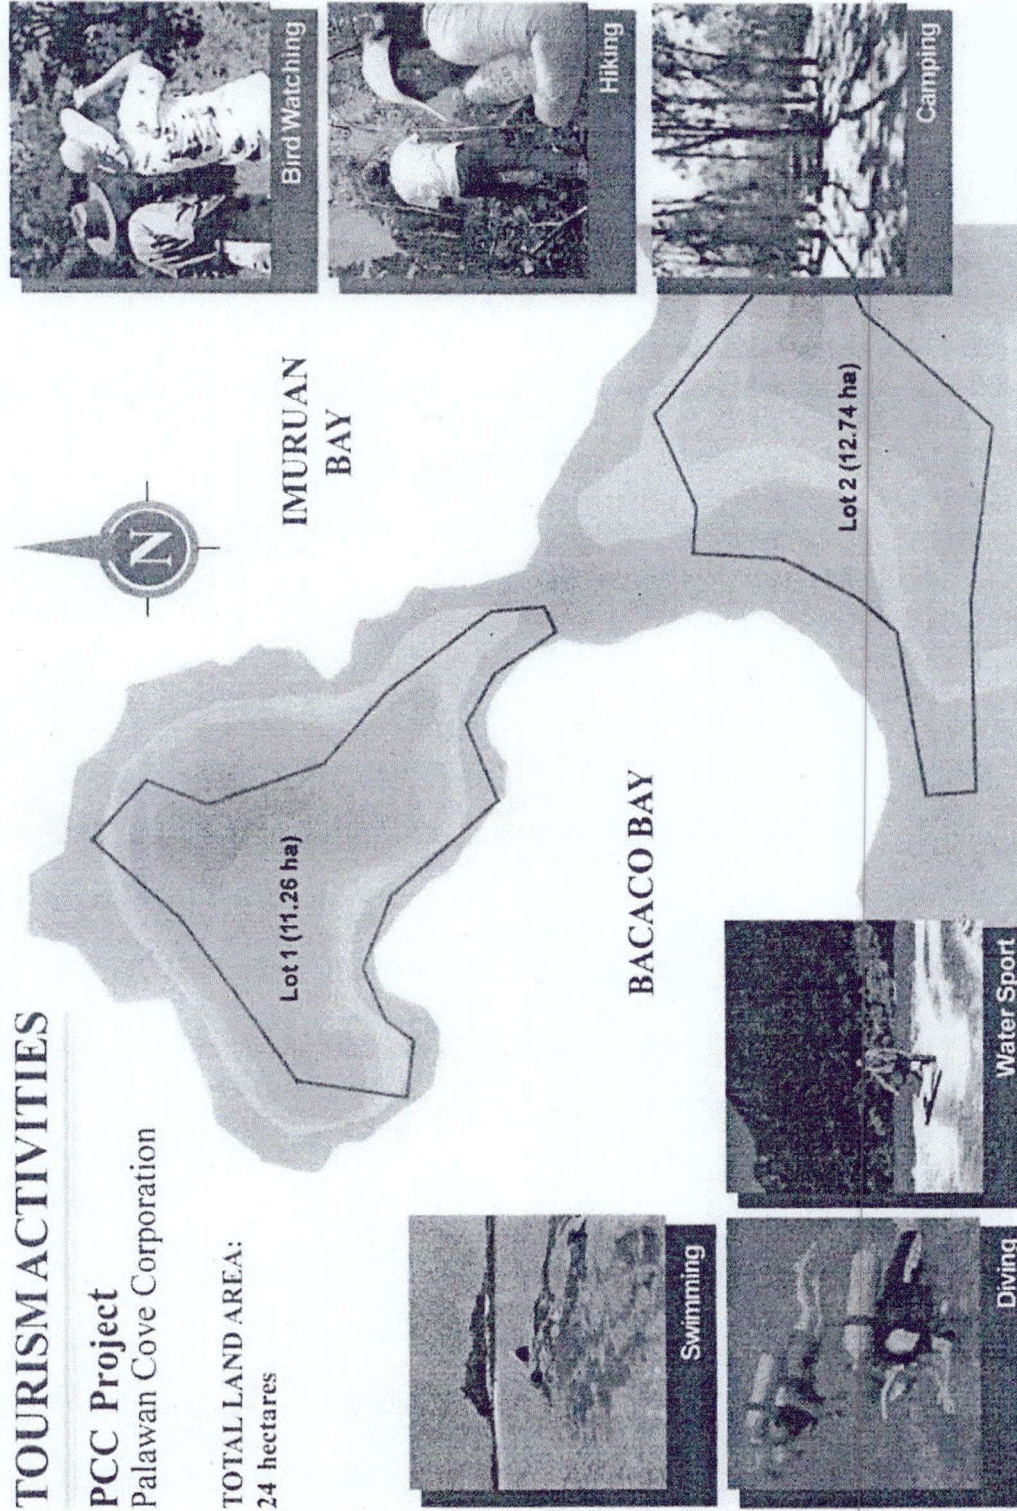 TOURISM ACTIVITIES
PCC Project
Palawan Cove Corporation
TOTAL LAND AREA:
24 hectares
N
IMURUAN
BAY
Lot 1 (11.26 ha)
BACACO BAY
Lot 2 (12.74 ha)
Bird Watching
Hiking
Camping
Swimming
Diving
Water Sport